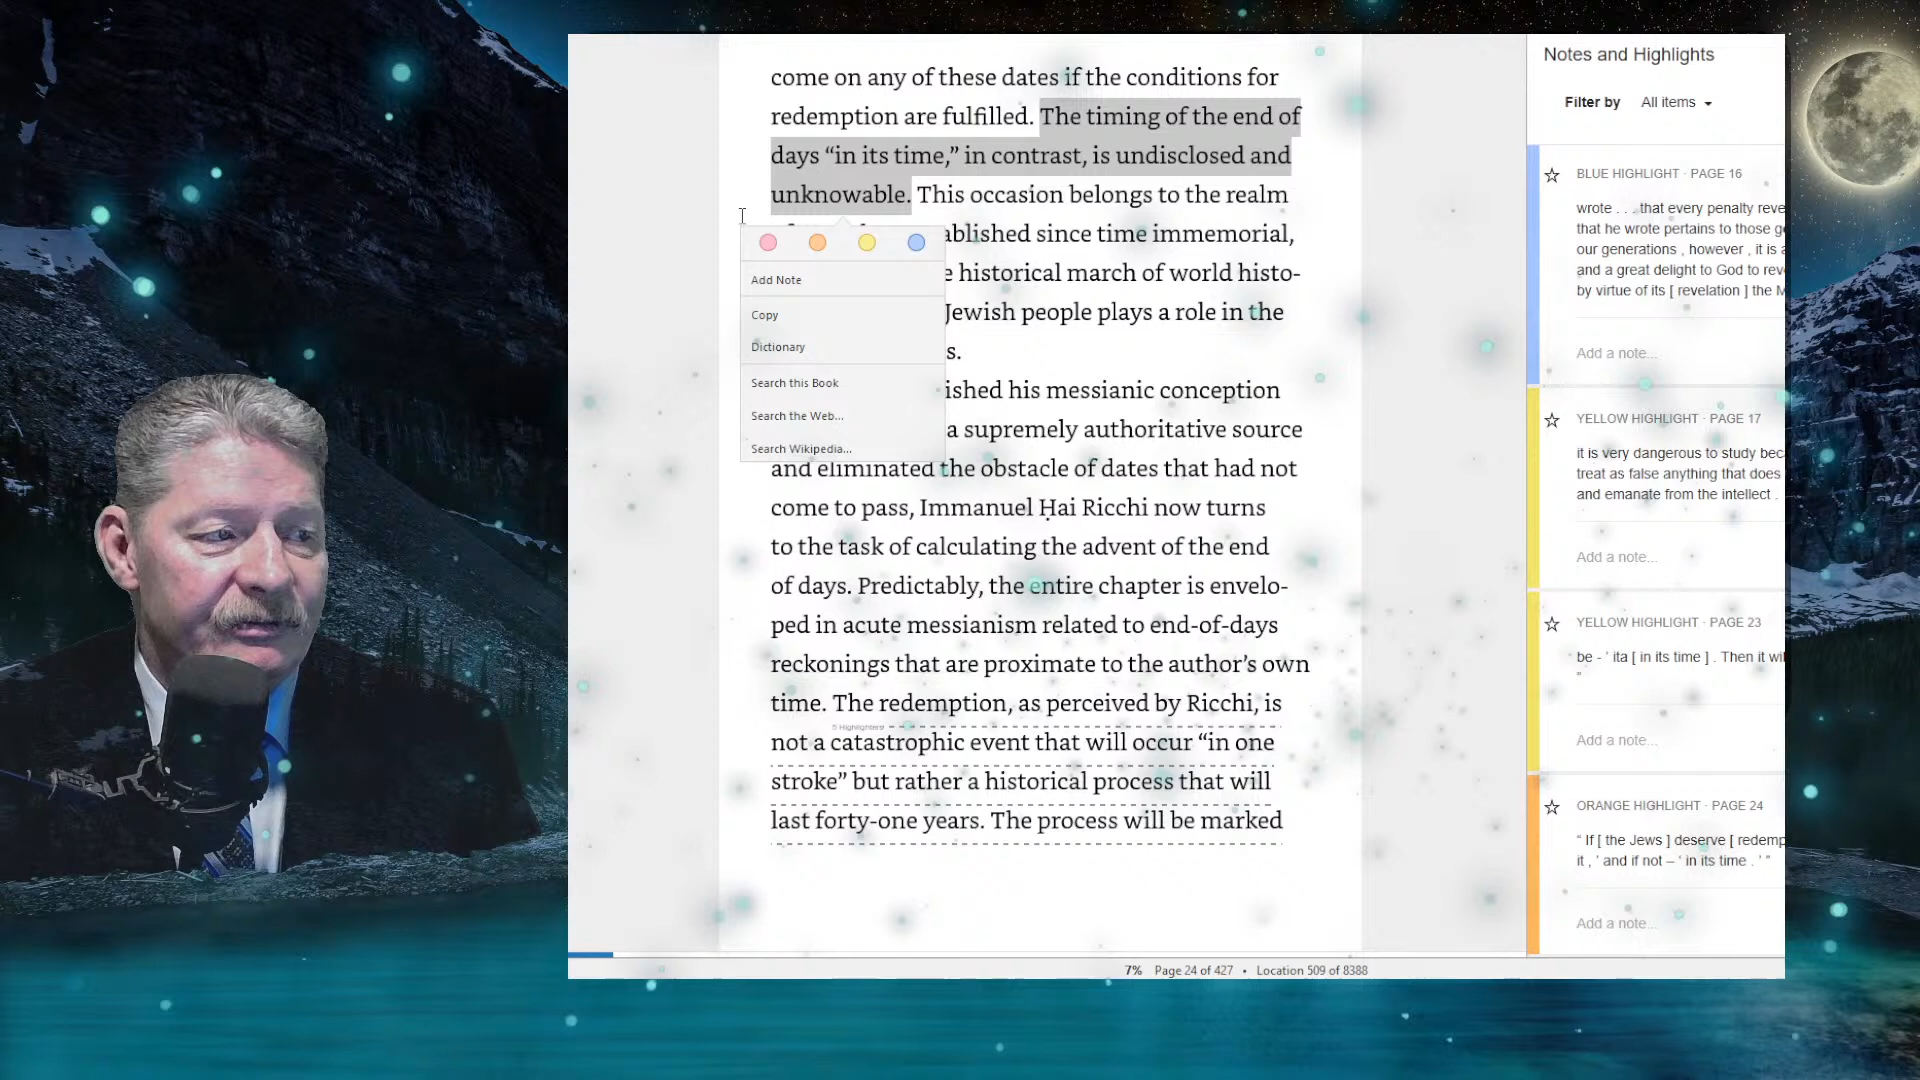 come on any of these dates if the conditions for
redemption are fulfilled. The timing of the end of
days “in its time,” in contrast, is undisclosed and
unknowable. This occasion belongs to the realm
ablished since time immemorial,
e historical march of world histo-
Jewish people plays a role in the
s.
ished his messianic conception
a supremely authoritative source
and eliminated the obstacle of dates that had not
come to pass, Immanuel Ḥai Ricchi now turns
to the task of calculating the advent of the end
of days. Predictably, the entire chapter is envelo-
ped in acute messianism related to end-of-days
reckonings that are proximate to the author’s own
time. The redemption, as perceived by Ricchi, is
5 Highlighters
not a catastrophic event that will occur “in one
stroke” but rather a historical process that will
last forty-one years. The process will be marked
Add Note
Copy
Dictionary
Search this Book
Search the Web...
Search Wikipedia...
7% Page 24 of 427 • Location 509 of 8388
Notes and Highlights
Filter by All items
BLUE HIGHLIGHT · PAGE 16
wrote . . . that every penalty reve
that he wrote pertains to those ge
our generations , however , it is a
and a great delight to God to reve
by virtue of its [ revelation ] the M
Add a note...
YELLOW HIGHLIGHT · PAGE 17
it is very dangerous to study bec
treat as false anything that does
and emanate from the intellect .
Add a note...
YELLOW HIGHLIGHT · PAGE 23
be - ’ ita [ in its time ] . Then it wil
”
Add a note...
ORANGE HIGHLIGHT · PAGE 24
“ If [ the Jews ] deserve [ redemp
it , ’ and if not – ‘ in its time . ’ ”
Add a note...